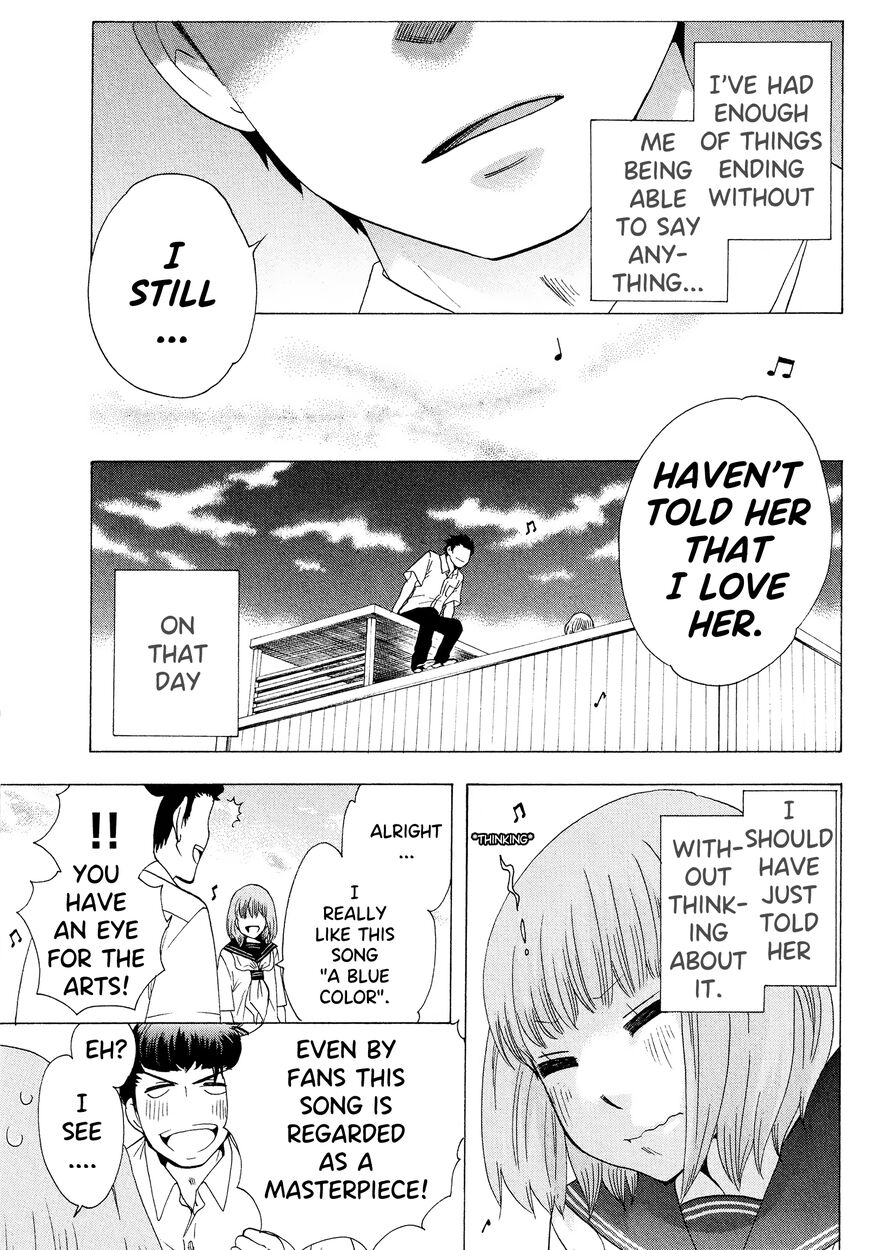 I'VE HAD
ENOUGH
OF THINGS
ENDING
WITHOUT
ME
BEING
ABLE
TO SAY
ANY-
THING...
I
STILL
...
HAVEN'T
TOLD HER
THAT
I LOVE
HER.
ON
THAT
DAY
I
SHOULD
HAVE
JUST
TOLD
HER
WITH-
OUT
THINK-
ING
ABOUT
IT.
*THINKING*
ALRIGHT
...
I
REALLY
LIKE THIS
SONG
"A BLUE
COLOR".
!!
YOU
HAVE
AN EYE
FOR THE
ARTS!
EVEN BY
FANS THIS
SONG IS
REGARDED
AS A
MASTERPIECE!
EH?
I
SEE
....